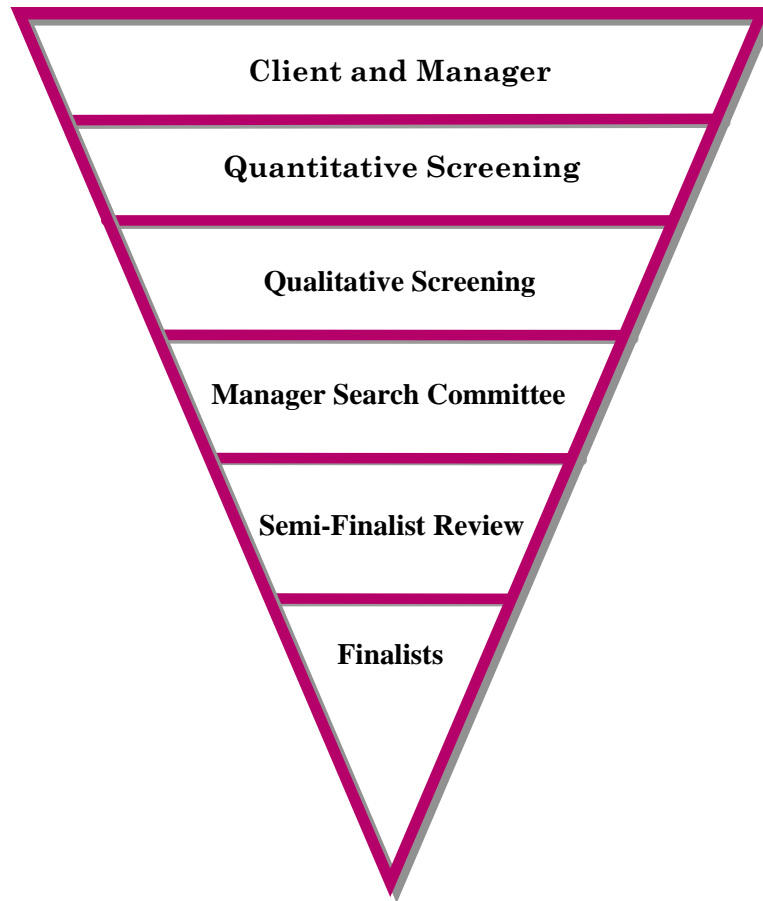 Client and Manager
Quantitative Screening
Qualitative Screening
Manager Search Committee
Semi-Finalist Review
Finalists